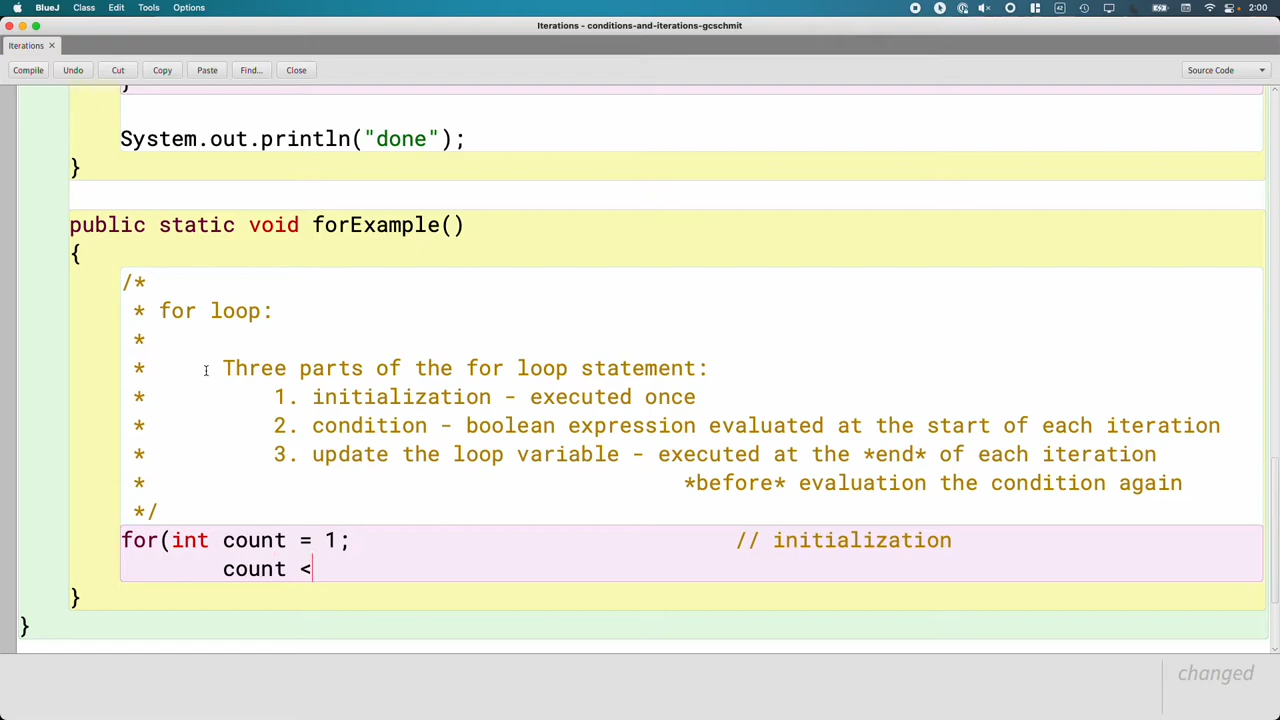 BlueJ Class Edit Tools Options 2:00
Iterations - conditions-and-iterations-gcschmit
Iterations ×
Compile Undo Cut Copy Paste Find... Close Source Code
}
System.out.println("done");
}
public static void forExample()
{
/*
* for loop:
*
* Three parts of the for loop statement:
* 1. initialization - executed once
* 2. condition - boolean expression evaluated at the start of each iteration
* 3. update the loop variable - executed at the *end* of each iteration
* *before* evaluation the condition again
*/
for(int count = 1; // initialization
count <
}
}
changed